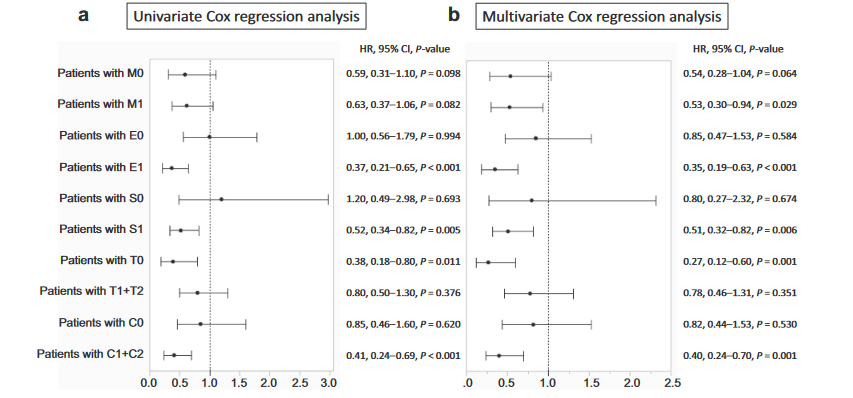 a Univariate Cox regression analysis b Multivariate Cox regression analysis
HR, 95% CI, P-value HR, 95% CI, P-value
Patients with M0 0.59, 0.31–1.10, P = 0.098 0.54, 0.28–1.04, P = 0.064
Patients with M1 0.63, 0.37–1.06, P = 0.082 0.53, 0.30–0.94, P = 0.029
Patients with E0 1.00, 0.56–1.79, P = 0.994 0.85, 0.47–1.53, P = 0.584
Patients with E1 0.37, 0.21–0.65, P < 0.001 0.35, 0.19–0.63, P < 0.001
Patients with S0 1.20, 0.49–2.98, P = 0.693 0.80, 0.27–2.32, P = 0.674
Patients with S1 0.52, 0.34–0.82, P = 0.005 0.51, 0.32–0.82, P = 0.006
Patients with T0 0.38, 0.18–0.80, P = 0.011 0.27, 0.12–0.60, P = 0.001
Patients with T1+T2 0.80, 0.50–1.30, P = 0.376 0.78, 0.46–1.31, P = 0.351
Patients with C0 0.85, 0.46–1.60, P = 0.620 0.82, 0.44–1.53, P = 0.530
Patients with C1+C2 0.41, 0.24–0.69, P < 0.001 0.40, 0.24–0.70, P = 0.001
0.0 0.5 1.0 1.5 2.0 2.5 3.0 .0 0.5 1.0 1.5 2.0 2.5